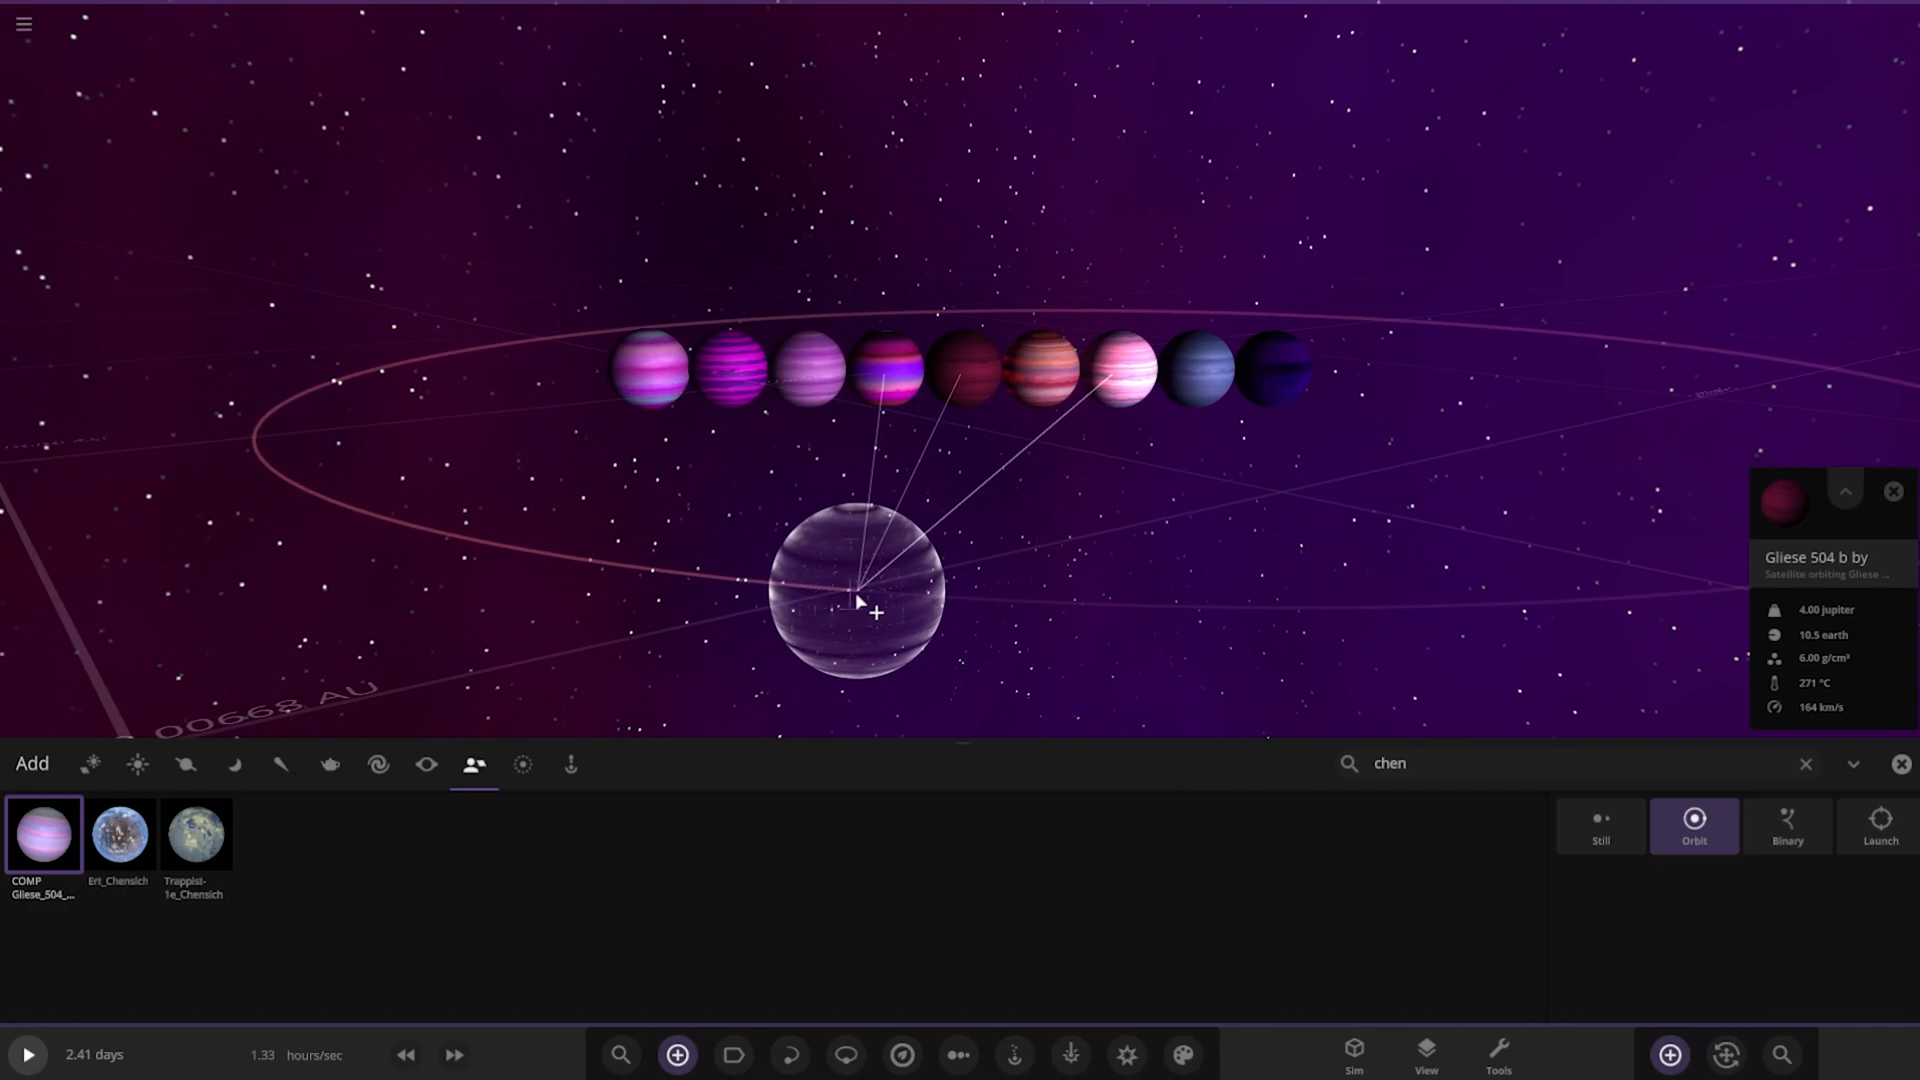 00668 AU
Gliese 504 b by
Satellite orbiting Gliese ...
4.00 jupiter
10.5 earth
6.00 g/cm³
271 °C
164 km/s
Add
chen
COMP
Gliese_504_...
Ert_Chensich
Trappist-
1e_Chensich
Still
Orbit
Binary
Launch
2.41 days
1.33 hours/sec
Sim
View
Tools